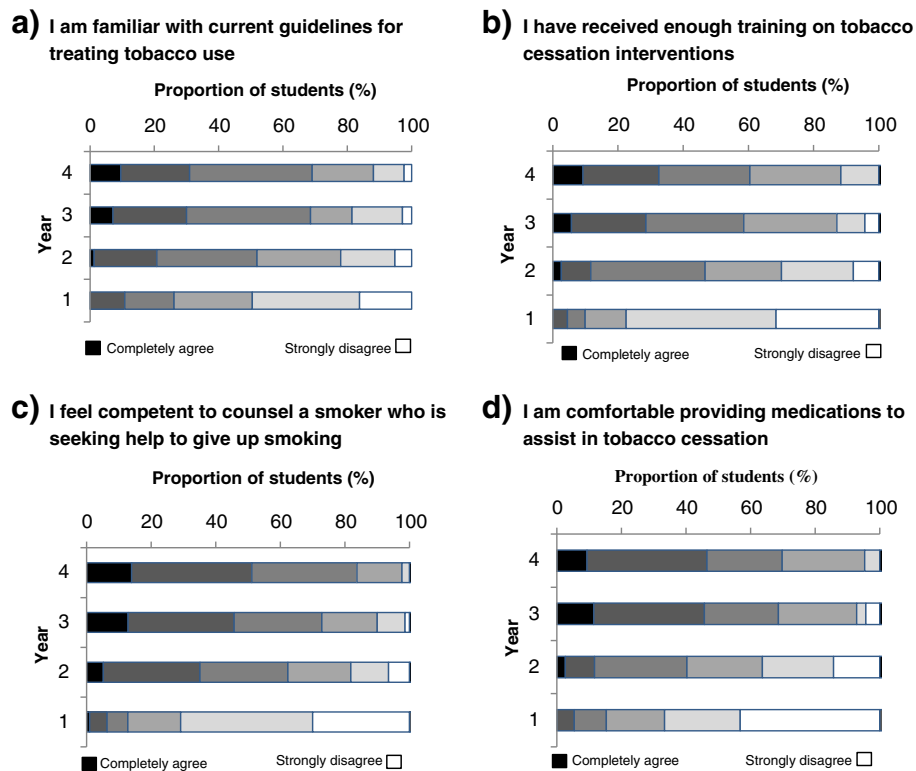 a) I am familiar with current guidelines for
treating tobacco use
Proportion of students (%)
0 20 40 60 80 100
4
3
2
1
Year
Completely agree Strongly disagree
b) I have received enough training on tobacco
cessation interventions
Proportion of students (%)
0 20 40 60 80 100
4
3
2
1
Year
Completely agree Strongly disagree
c) I feel competent to counsel a smoker who is
seeking help to give up smoking
Proportion of students (%)
0 20 40 60 80 100
4
3
2
1
Year
Completely agree Strongly disagree
d) I am comfortable providing medications to
assist in tobacco cessation
Proportion of students (%)
0 20 40 60 80 100
4
3
2
1
Year
Completely agree Strongly disagree